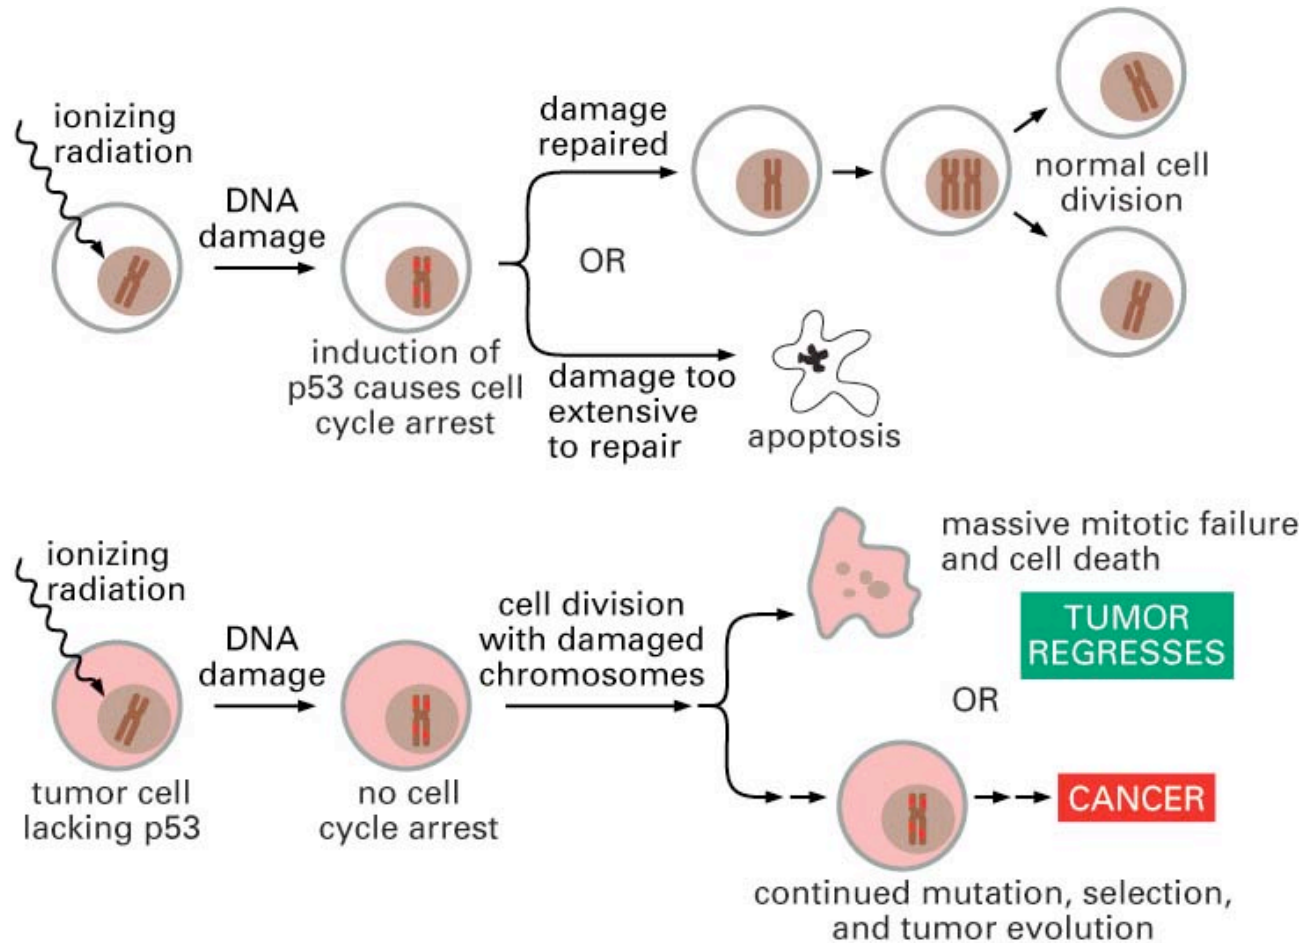 ionizing
radiation
DNA
damage
induction of
p53 causes cell
cycle arrest
damage
repaired
OR
damage too
extensive
to repair
apoptosis
normal cell
division
ionizing
radiation
tumor cell
lacking p53
DNA
damage
no cell
cycle arrest
cell division
with damaged
chromosomes
massive mitotic failure
and cell death
TUMOR
REGRESSES
OR
CANCER
continued mutation, selection,
and tumor evolution